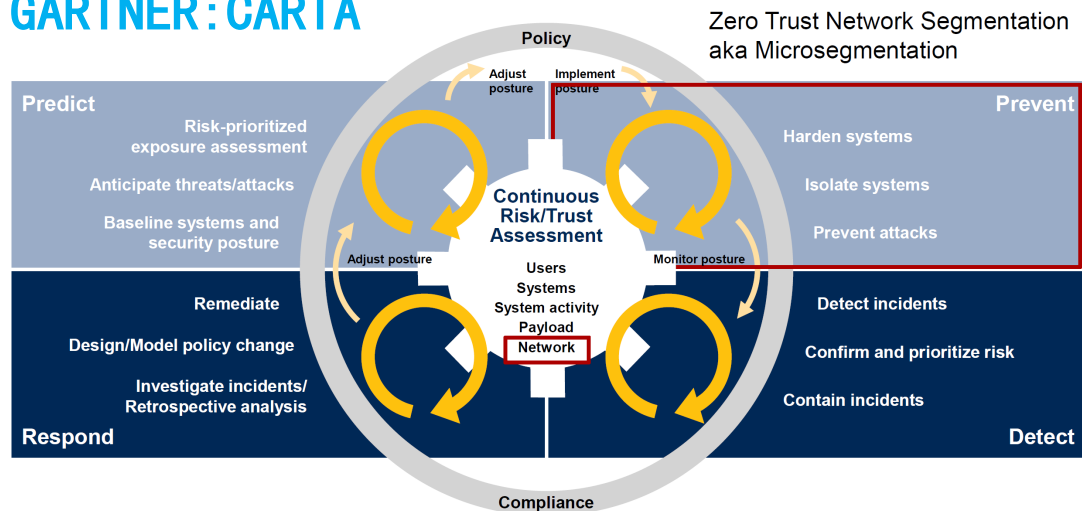 GARTNER:CARTA
Zero Trust Network Segmentation
aka Microsegmentation
Policy
Adjust
posture
Implement
posture
Predict
Risk-prioritized
exposure assessment
Anticipate threats/attacks
Baseline systems and
security posture
Prevent
Harden systems
Isolate systems
Prevent attacks
Continuous
Risk/Trust
Assessment
Users
Systems
System activity
Payload
Network
Adjust posture
Monitor posture
Remediate
Design/Model policy change
Investigate incidents/
Retrospective analysis
Respond
Detect incidents
Confirm and prioritize risk
Contain incidents
Detect
Compliance